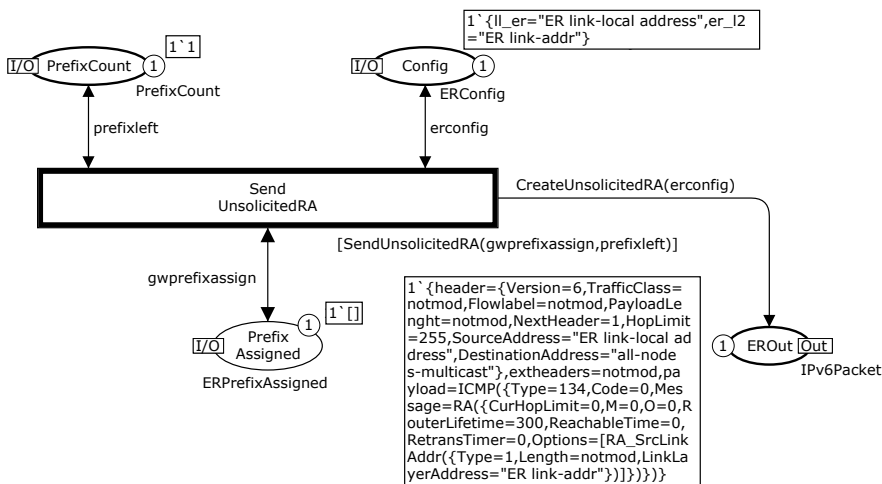 1`{ll_er="ER link-local address",er_l2
="ER link-addr"}
1`1
I/O PrefixCount 1
PrefixCount
I/O Config 1
ERConfig
prefixleft
erconfig
Send
UnsolicitedRA
CreateUnsolicitedRA(erconfig)
[SendUnsolicitedRA(gwprefixassign,prefixleft)]
gwprefixassign
1`[]
1
I/O Prefix
Assigned
ERPrefixAssigned
1`{header={Version=6,TrafficClass=
notmod,Flowlabel=notmod,PayloadLe
nght=notmod,NextHeader=1,HopLimit
=255,SourceAddress="ER link-local ad
dress",DestinationAddress="all-node
s-multicast"},extheaders=notmod,pa
yload=ICMP({Type=134,Code=0,Mes
sage=RA({CurHopLimit=0,M=0,O=0,R
outerLifetime=300,ReachableTime=0,
RetransTimer=0,Options=[RA_SrcLink
Addr({Type=1,Length=notmod,LinkLa
yerAddress="ER link-addr"})]})})}
1 EROut Out
IPv6Packet